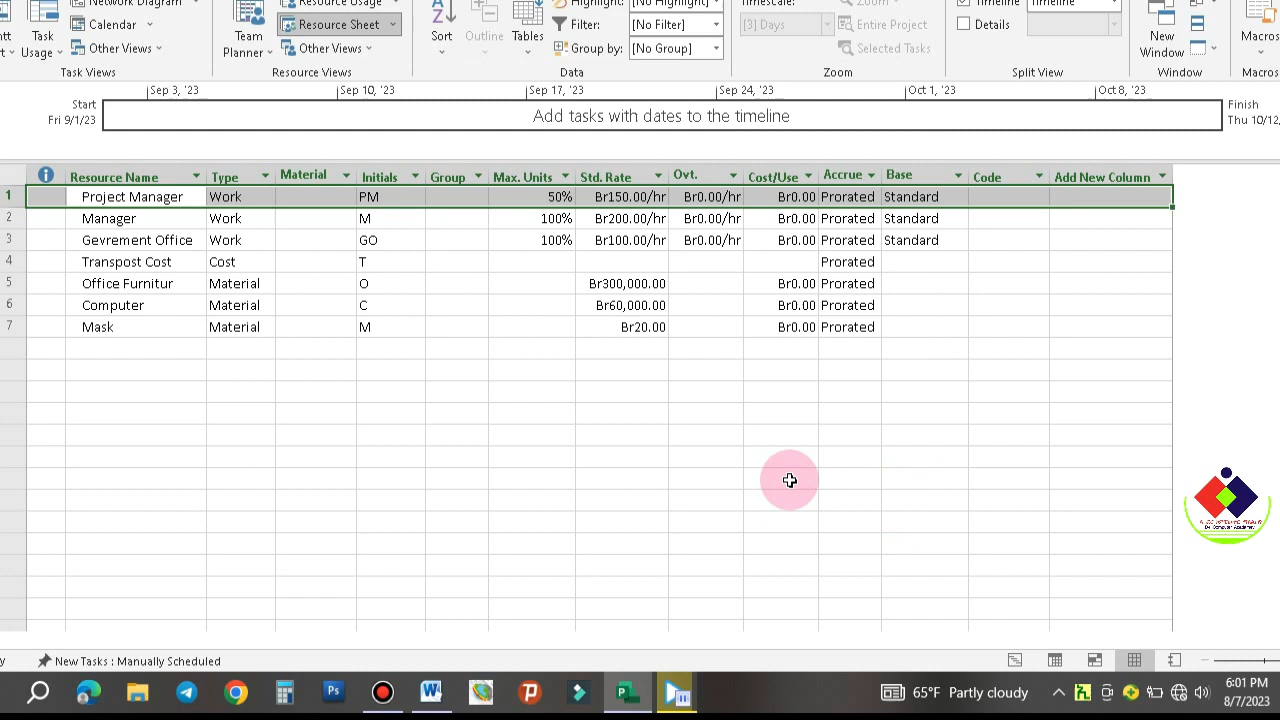 Network Diagram
Resource Usage
Highlight: [No Highlight]
Timescale:
Zoom
Timeline Timeline
Calendar
Resource Sheet
Filter: [No Filter]
[3] Days
Entire Project
Details
Task Usage
Other Views
Team Planner
Other Views
Sort
Outline
Tables
Group by: [No Group]
Selected Tasks
New Window
Macros
Task Views
Resource Views
Data
Zoom
Split View
Window
Macros
Sep 3, '23 Sep 10, '23 Sep 17, '23 Sep 24, '23 Oct 1, '23 Oct 8, '23
Start
Fri 9/1/23
Add tasks with dates to the timeline
Finish
Thu 10/12/
Resource Name Type Material Initials Group Max. Units Std. Rate Ovt. Cost/Use Accrue Base Code Add New Column
1 Project Manager Work PM 50% Br150.00/hr Br0.00/hr Br0.00 Prorated Standard
2 Manager Work M 100% Br200.00/hr Br0.00/hr Br0.00 Prorated Standard
3 Gevrement Office Work GO 100% Br100.00/hr Br0.00/hr Br0.00 Prorated Standard
4 Transpost Cost Cost T Prorated
5 Office Furnitur Material O Br300,000.00 Br0.00 Prorated
6 Computer Material C Br60,000.00 Br0.00 Prorated
7 Mask Material M Br20.00 Br0.00 Prorated
Computer Academy
New Tasks : Manually Scheduled
65°F Partly cloudy
6:01 PM
8/7/2023